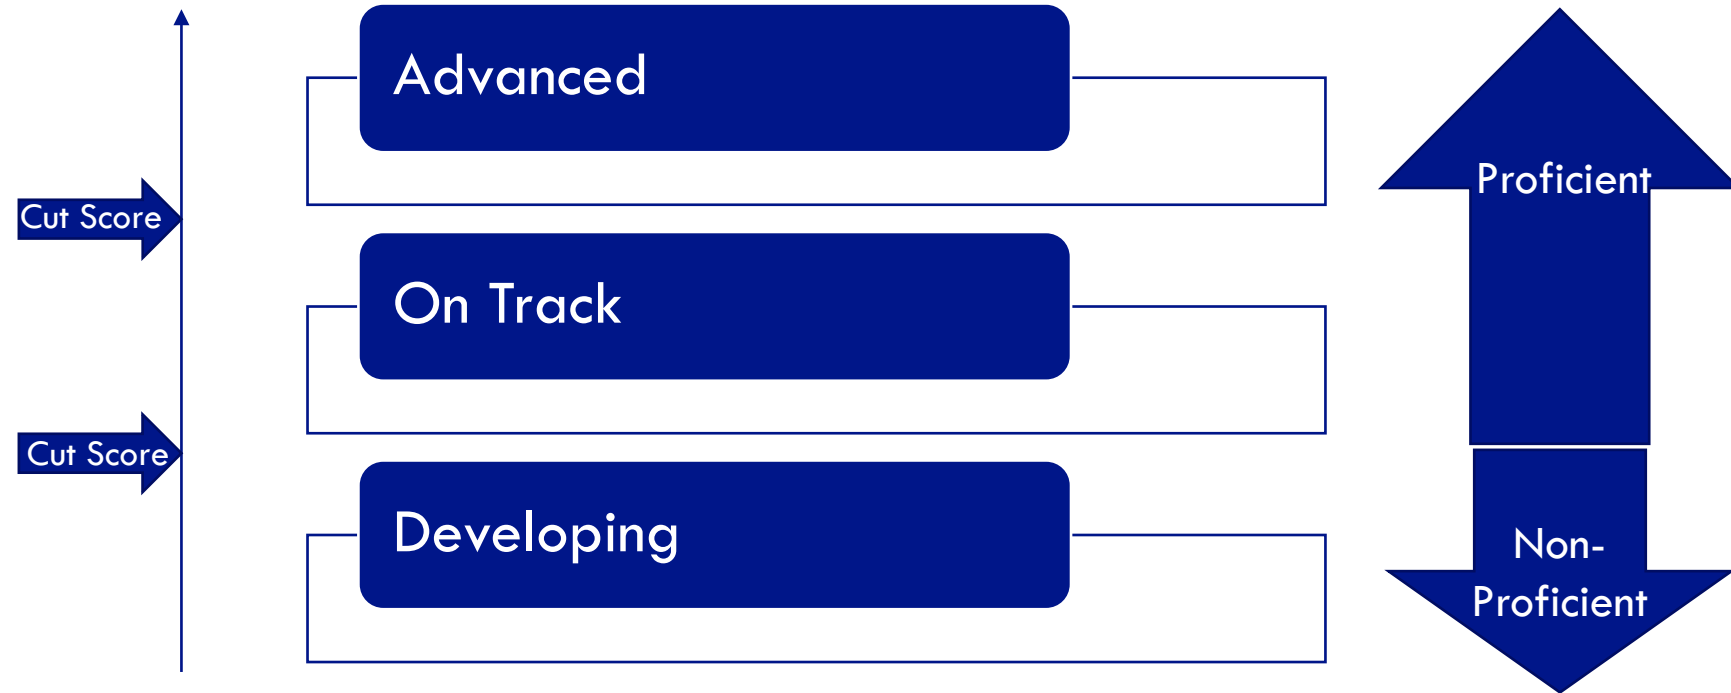 Advanced
Proficient
Cut Score
On Track
Cut Score
Developing
Non-
Proficient